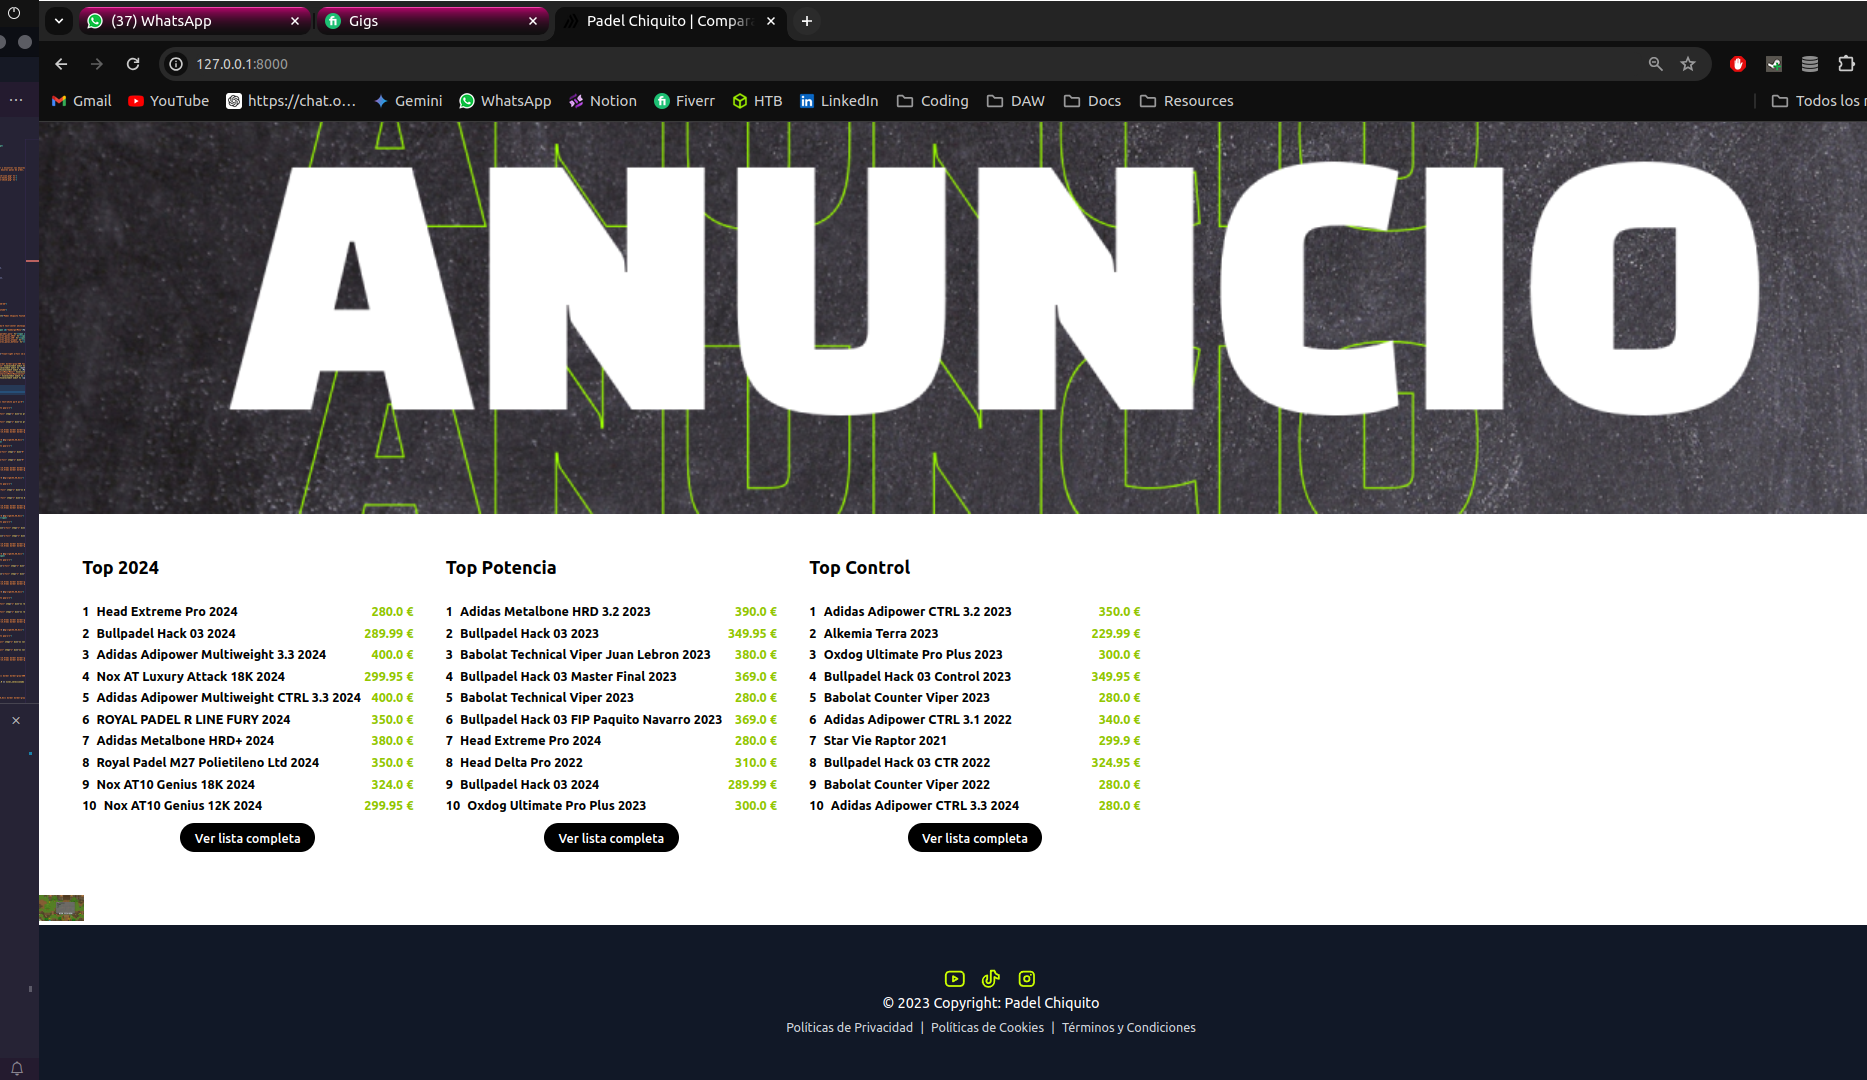 (37) WhatsApp
Gigs
Padel Chiquito | Compar
127.0.0.1:8000
Gmail
YouTube
https://chat.o...
Gemini
WhatsApp
Notion
Fiverr
HTB
LinkedIn
Coding
DAW
Docs
Resources
Todos los
ANUNCIO
Top 2024
1 Head Extreme Pro 2024 280.0 €
2 Bullpadel Hack 03 2024 289.99 €
3 Adidas Adipower Multiweight 3.3 2024 400.0 €
4 Nox AT Luxury Attack 18K 2024 299.95 €
5 Adidas Adipower Multiweight CTRL 3.3 2024 400.0 €
6 ROYAL PADEL R LINE FURY 2024 350.0 €
7 Adidas Metalbone HRD+ 2024 380.0 €
8 Royal Padel M27 Polietileno Ltd 2024 350.0 €
9 Nox AT10 Genius 18K 2024 324.0 €
10 Nox AT10 Genius 12K 2024 299.95 €
Ver lista completa
Top Potencia
1 Adidas Metalbone HRD 3.2 2023 390.0 €
2 Bullpadel Hack 03 2023 349.95 €
3 Babolat Technical Viper Juan Lebron 2023 380.0 €
4 Bullpadel Hack 03 Master Final 2023 369.0 €
5 Babolat Technical Viper 2023 280.0 €
6 Bullpadel Hack 03 FIP Paquito Navarro 2023 369.0 €
7 Head Extreme Pro 2024 280.0 €
8 Head Delta Pro 2022 310.0 €
9 Bullpadel Hack 03 2024 289.99 €
10 Oxdog Ultimate Pro Plus 2023 300.0 €
Ver lista completa
Top Control
1 Adidas Adipower CTRL 3.2 2023 350.0 €
2 Alkemia Terra 2023 229.99 €
3 Oxdog Ultimate Pro Plus 2023 300.0 €
4 Bullpadel Hack 03 Control 2023 349.95 €
5 Babolat Counter Viper 2023 280.0 €
6 Adidas Adipower CTRL 3.1 2022 340.0 €
7 Star Vie Raptor 2021 299.9 €
8 Bullpadel Hack 03 CTR 2022 324.95 €
9 Babolat Counter Viper 2022 280.0 €
10 Adidas Adipower CTRL 3.3 2024 280.0 €
Ver lista completa
© 2023 Copyright: Padel Chiquito
Políticas de Privacidad | Políticas de Cookies | Términos y Condiciones